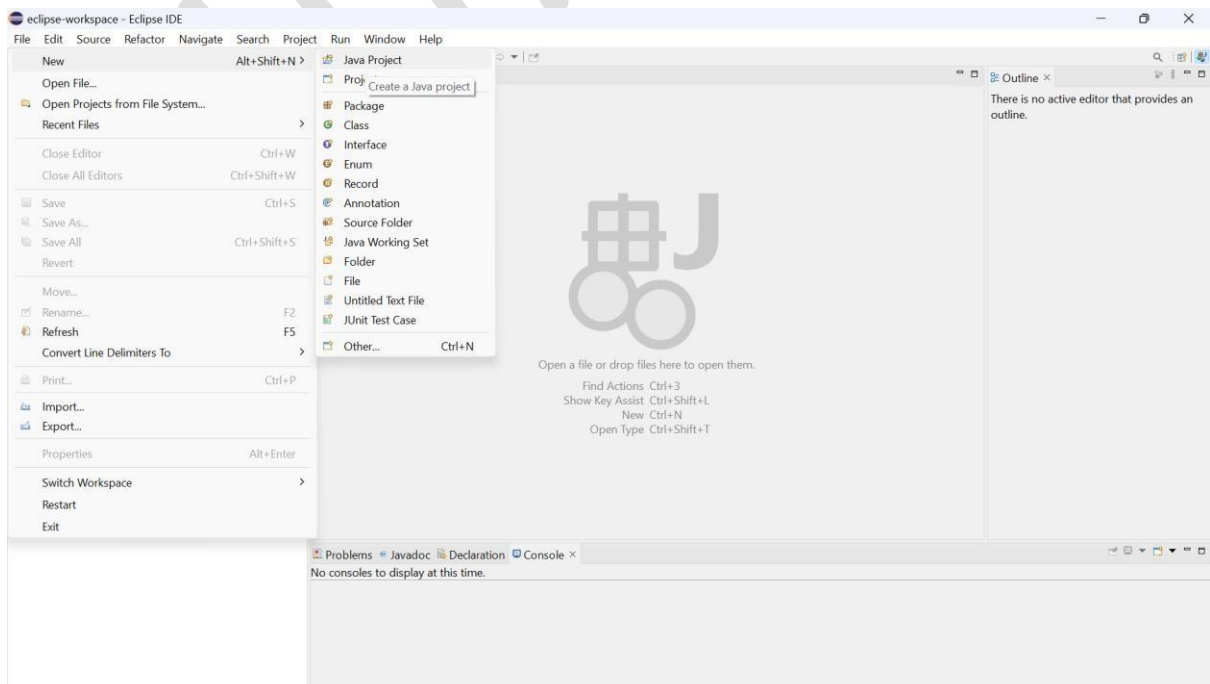 eclipse-workspace - Eclipse IDE
File Edit Source Refactor Navigate Search Project Run Window Help
New Alt+Shift+N >
Open File...
Open Projects from File System...
Recent Files >
Close Editor Ctrl+W
Close All Editors Ctrl+Shift+W
Save Ctrl+S
Save As...
Save All Ctrl+Shift+S
Revert
Move...
Rename... F2
Refresh F5
Convert Line Delimiters To >
Print... Ctrl+P
Import...
Export...
Properties Alt+Enter
Switch Workspace >
Restart
Exit
Java Project
Proj
Create a Java project
Package
Class
Interface
Enum
Record
Annotation
Source Folder
Java Working Set
Folder
File
Untitled Text File
JUnit Test Case
Other... Ctrl+N
Open a file or drop files here to open them.
Find Actions Ctrl+3
Show Key Assist Ctrl+Shift+L
New Ctrl+N
Open Type Ctrl+Shift+T
Outline ×
There is no active editor that provides an
outline.
Problems Javadoc Declaration Console ×
No consoles to display at this time.